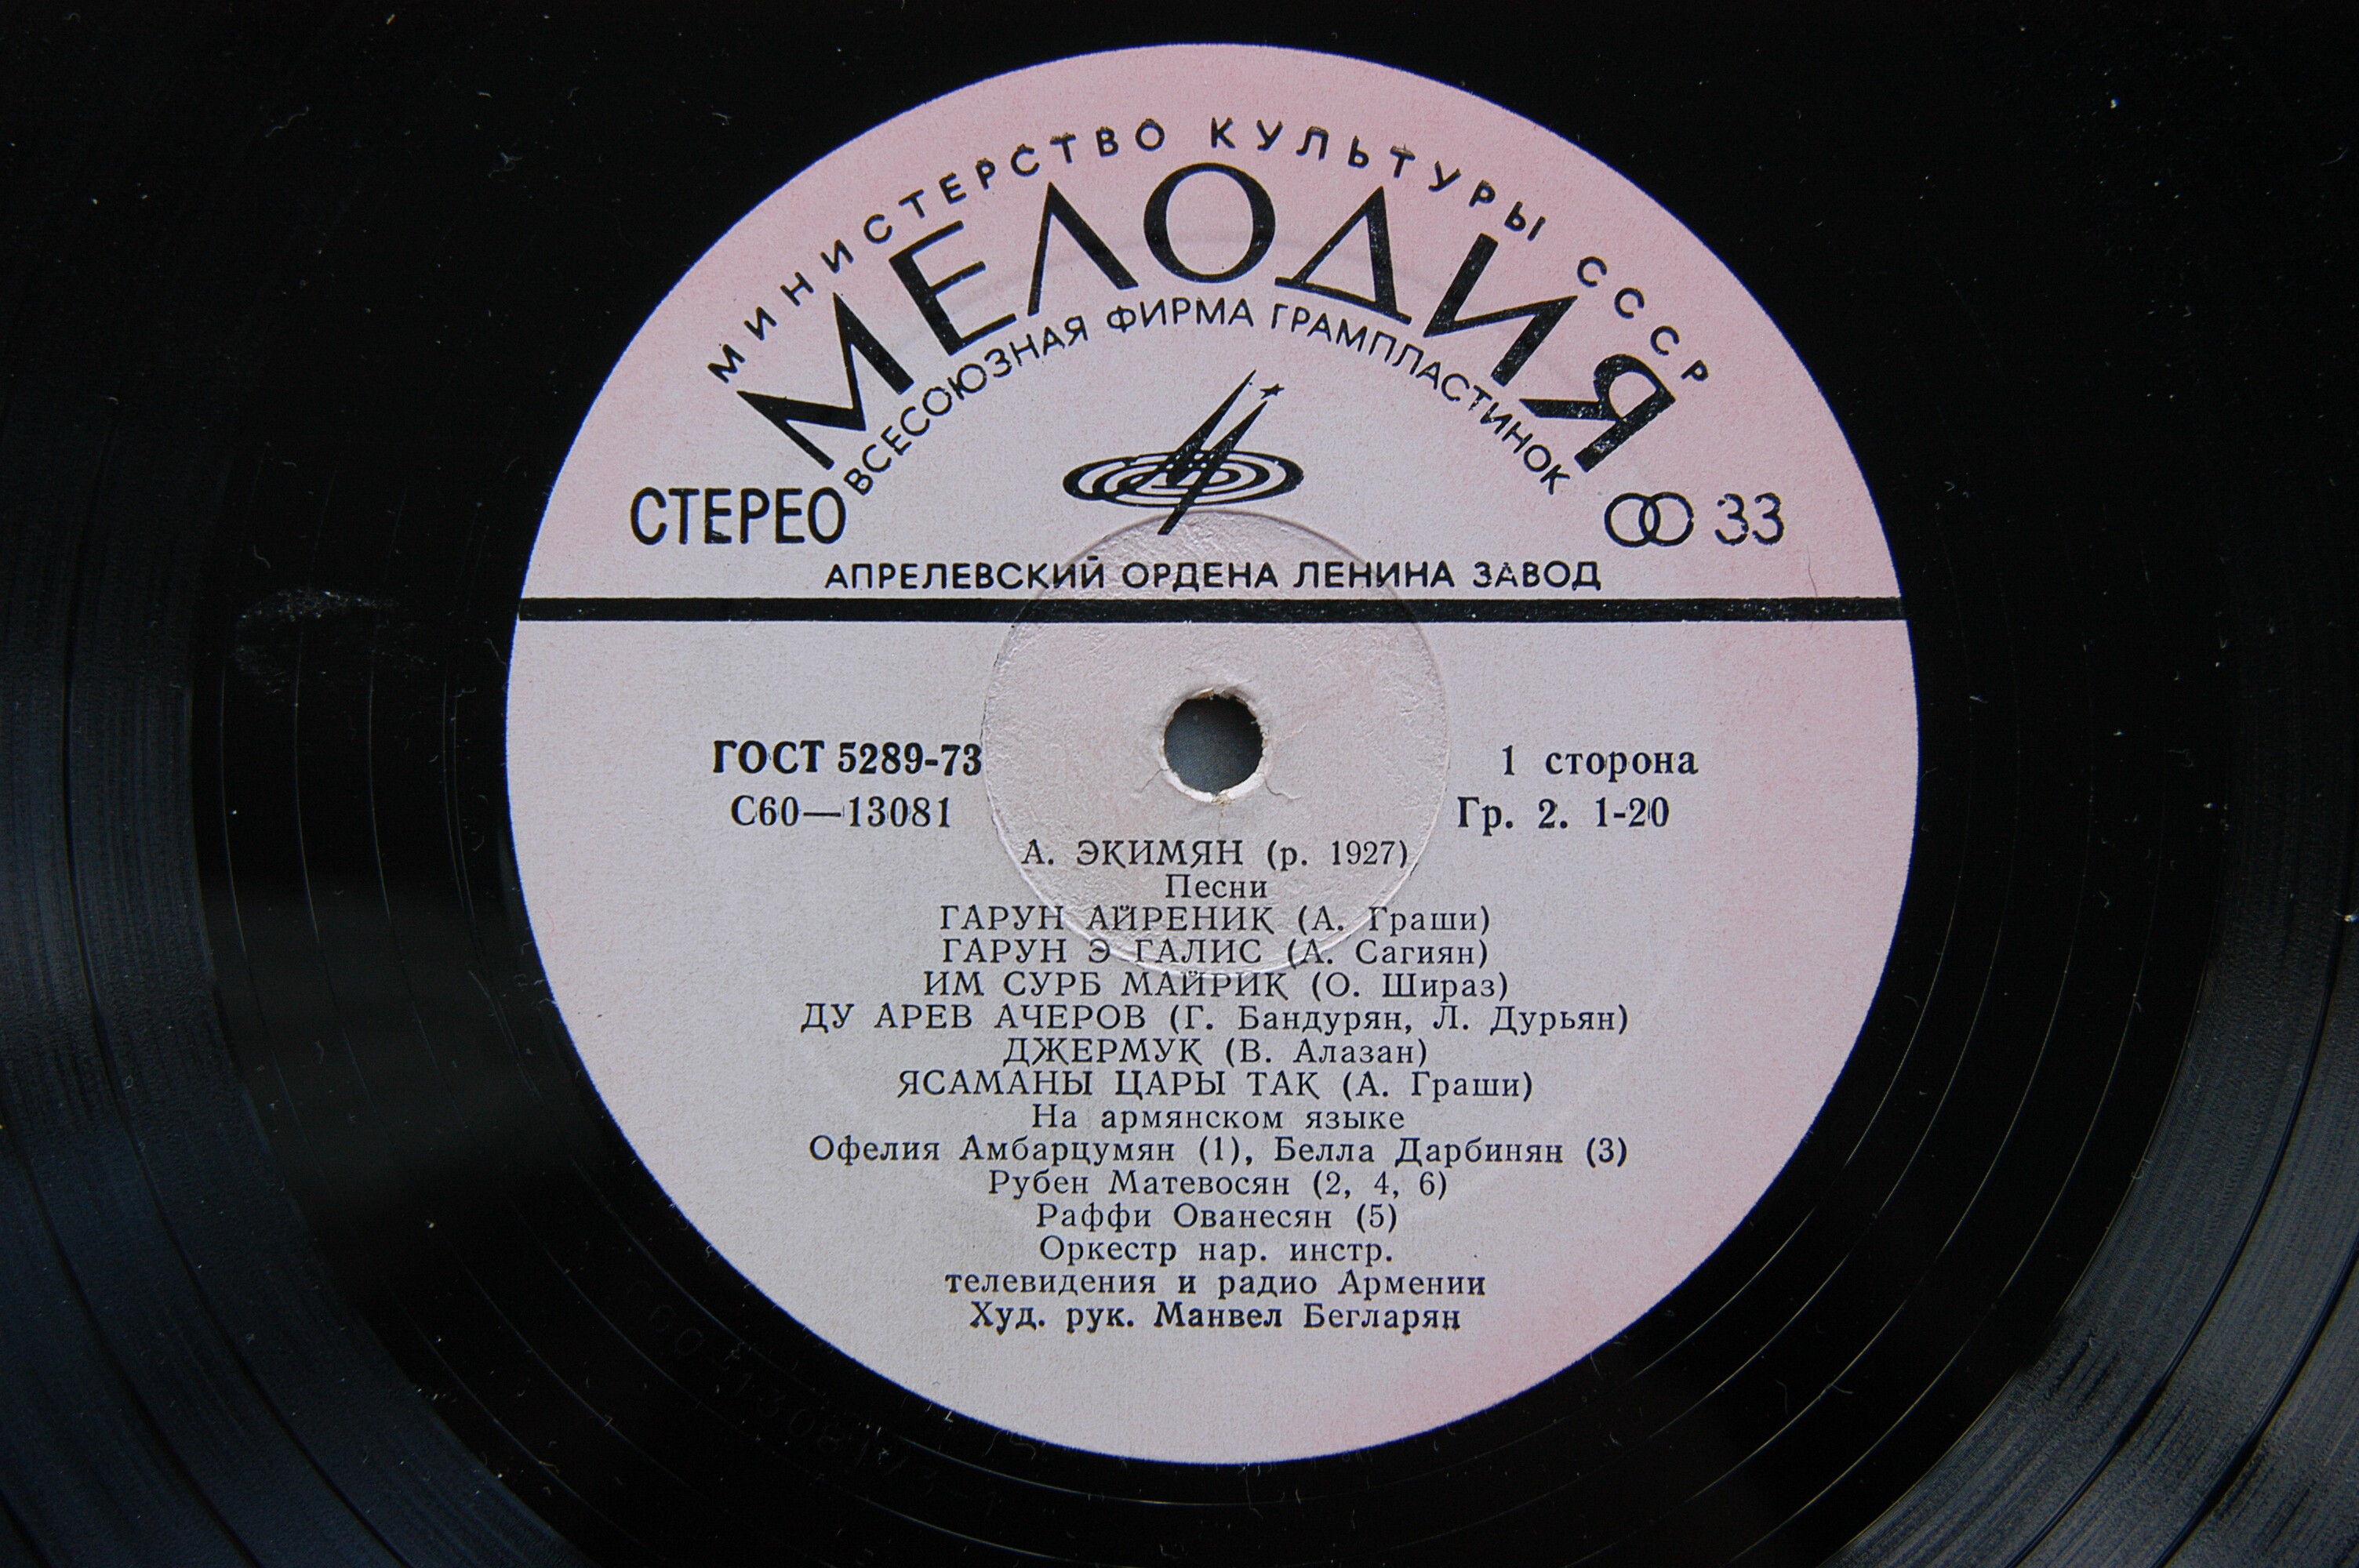 МИНИСТЕРСТВО КУЛЬТУРЫ СССР
МЕЛОДИЯ
ВСЕСОЮЗНАЯ ФИРМА ГРАМПЛАСТИНОК
СТЕРЕО
33
АПРЕЛЕВСКИЙ ОРДЕНА ЛЕНИНА ЗАВОД
ГОСТ 5289-73
1 сторона
С60—13081
Гр. 2. 1-20
А. ЭКИМЯН (р. 1927)
Песни
ГАРУН АЙРЕНИК (А. Граши)
ГАРУН Э ГАЛИС (А. Сагиян)
ИМ СУРБ МАЙРИК (О. Шираз)
ДУ АРЕВ АЧЕРОВ (Г. Бандурян, Л. Дурьян)
ДЖЕРМУК (В. Алазан)
ЯСАМАНЫ ЦАРЫ ТАК (А. Граши)
На армянском языке
Офелия Амбарцумян (1), Белла Дарбинян (3)
Рубен Матевосян (2, 4, 6)
Раффи Ованесян (5)
Оркестр нар. инстр.
телевидения и радио Армении
Худ. рук. Манвел Бегларян